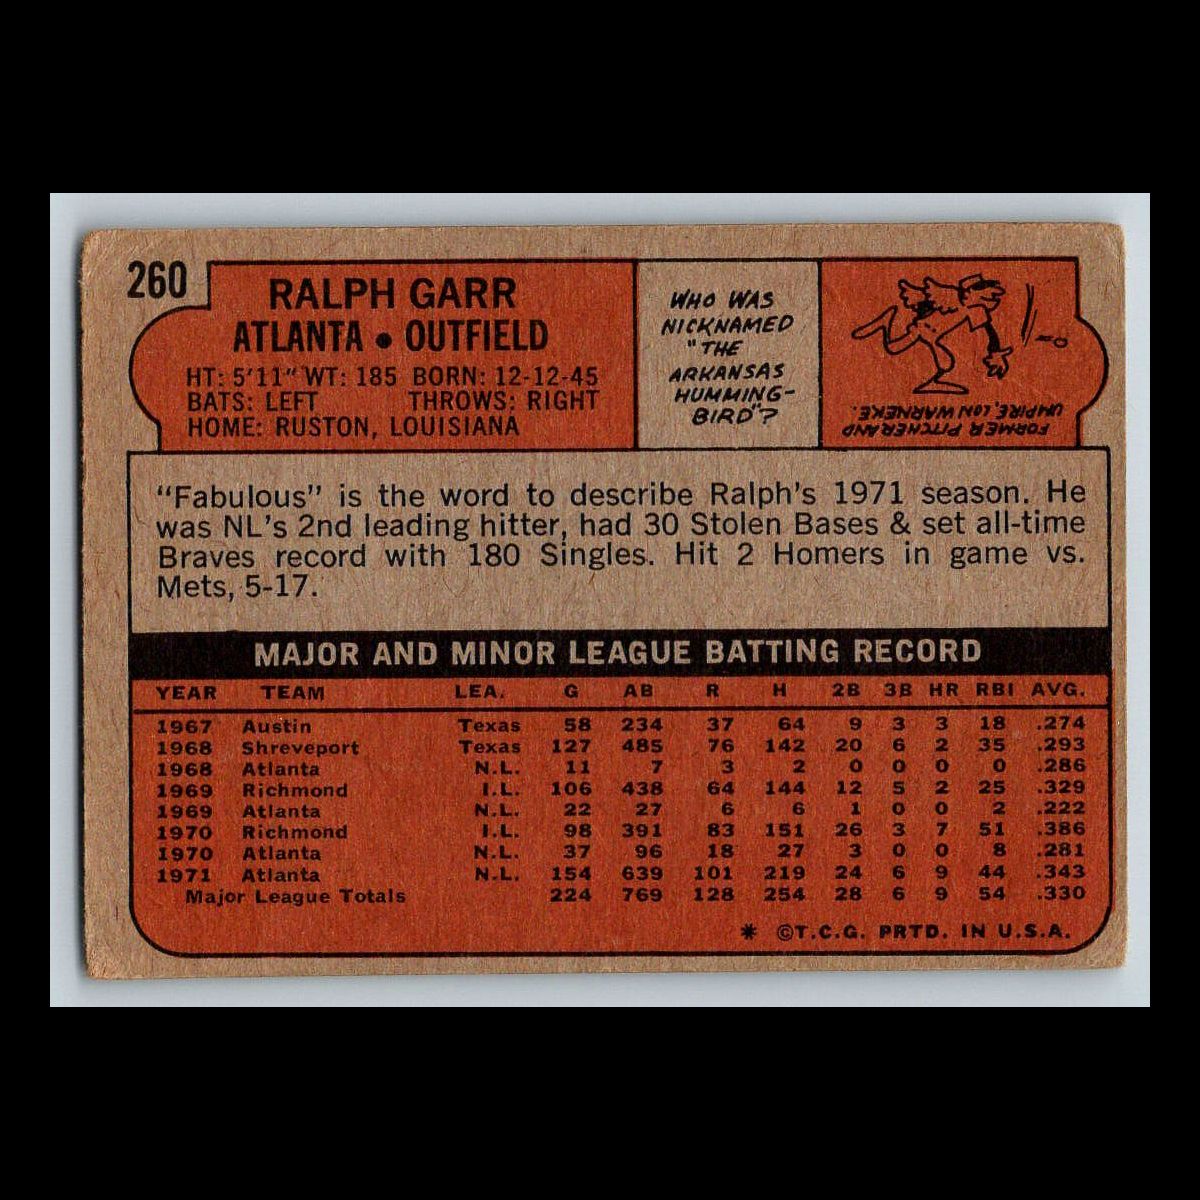 260
RALPH GARR
ATLANTA • OUTFIELD
HT: 5'11" WT: 185 BORN: 12-12-45
BATS: LEFT THROWS: RIGHT
HOME: RUSTON, LOUISIANA
WHO WAS
NICKNAMED
"THE
ARKANSAS
HUMMING-
BIRD"?
FORMER PITCHER AND
UMPIRE, LON WARNEKE.
"Fabulous" is the word to describe Ralph's 1971 season. He
was NL's 2nd leading hitter, had 30 Stolen Bases & set all-time
Braves record with 180 Singles. Hit 2 Homers in game vs.
Mets, 5-17.
MAJOR AND MINOR LEAGUE BATTING RECORD
YEAR TEAM LEA. G AB R H 2B 3B HR RBI AVG.
1967 Austin Texas 58 234 37 64 9 3 3 18 .274
1968 Shreveport Texas 127 485 76 142 20 6 2 35 .293
1968 Atlanta N.L. 11 7 3 2 0 0 0 0 .286
1969 Richmond I.L. 106 438 64 144 12 5 2 25 .329
1969 Atlanta N.L. 22 27 6 6 1 0 0 2 .222
1970 Richmond I.L. 98 391 83 151 26 3 7 51 .386
1970 Atlanta N.L. 37 96 18 27 3 0 0 8 .281
1971 Atlanta N.L. 154 639 101 219 24 6 9 44 .343
Major League Totals 224 769 128 254 28 6 9 54 .330
* ©T.C.G. PRTD. IN U.S.A.